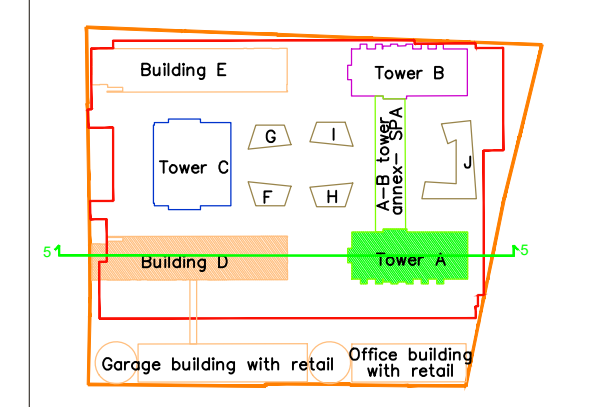 Building E
Tower B
A-B tower
annex- SPA
G
I
Tower C
J
F
H
5
5
Building D
Tower A
Garage building with retail
Office building
with retail